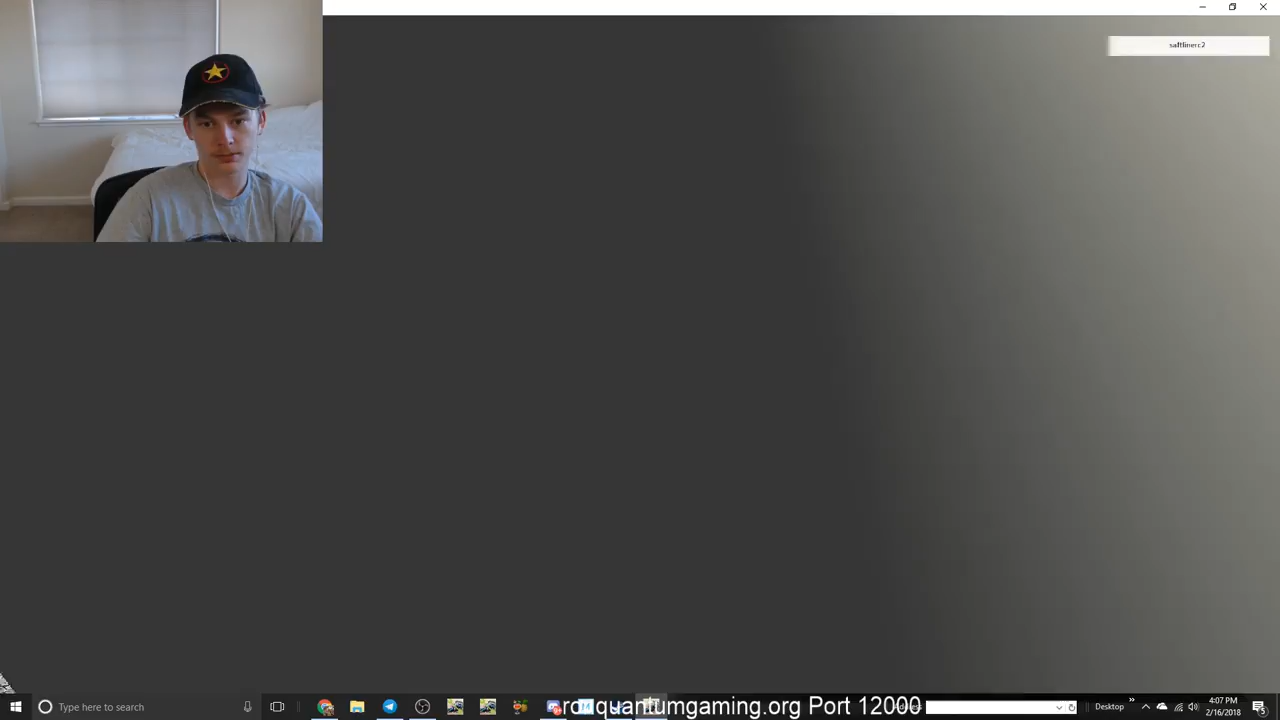 saltlinerc2
Type here to search
quantumgaming.org Port 12000
Desktop
4:07 PM
2/16/2018